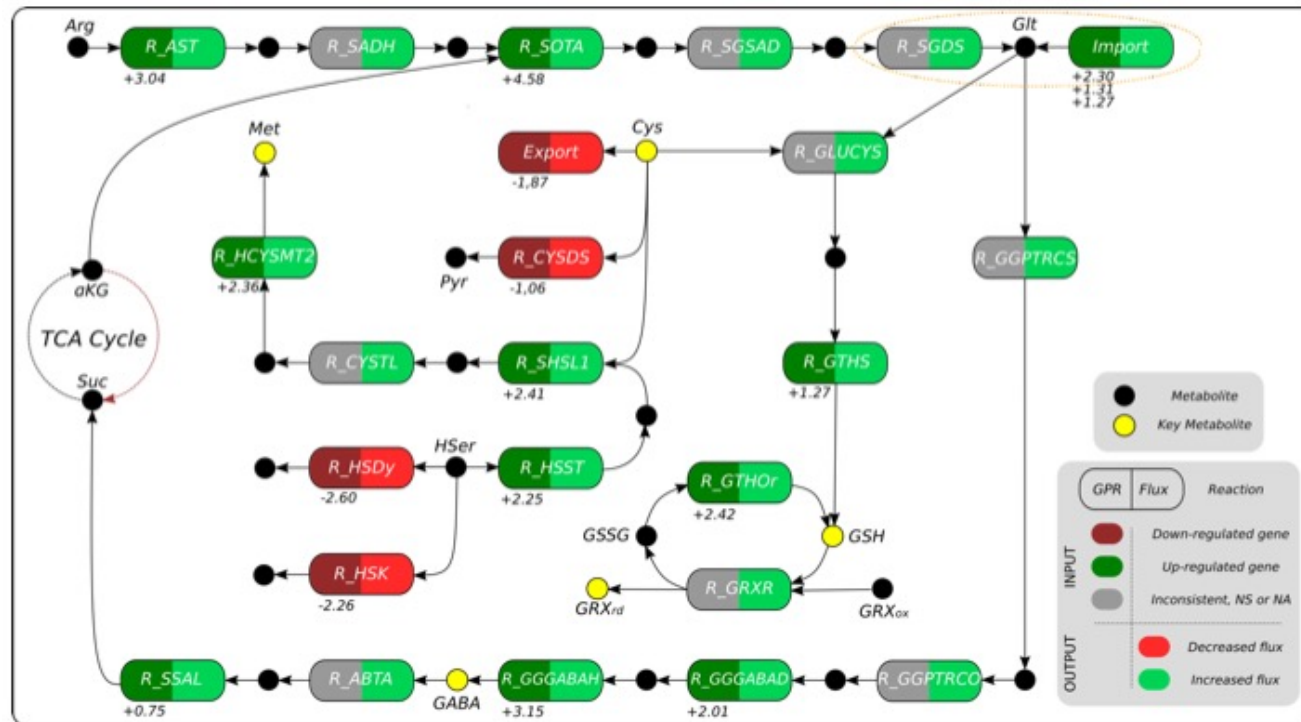 Arg
Glt
R_AST
R_SADH
R_SOTA
R_SGSAD
R_SGDS
Import
+3.04
+4.58
+2.30
+1.31
+1.27
Met
Cys
Export
R_GLUCYS
-1,87
R_HCYSMT2
R_CYSDS
R_GGPTRCS
+2.36
Pyr
-1,06
aKG
TCA Cycle
Suc
R_CYSTL
R_SHSL1
R_GTHS
+2.41
+1.27
HSer
R_HSDy
R_HSST
R_GTHOr
-2.60
+2.25
+2.42
GSSG
GSH
R_HSK
R_GRXR
-2.26
GRXrd
GRXox
R_SSAL
R_ABTA
R_GGGABAH
R_GGGABAD
R_GGPTRCO
+0.75
GABA
+3.15
+2.01
Metabolite
Key Metabolite
GPR Flux Reaction
INPUT
Down-regulated gene
Up-regulated gene
Inconsistent, NS or NA
OUTPUT
Decreased flux
Increased flux